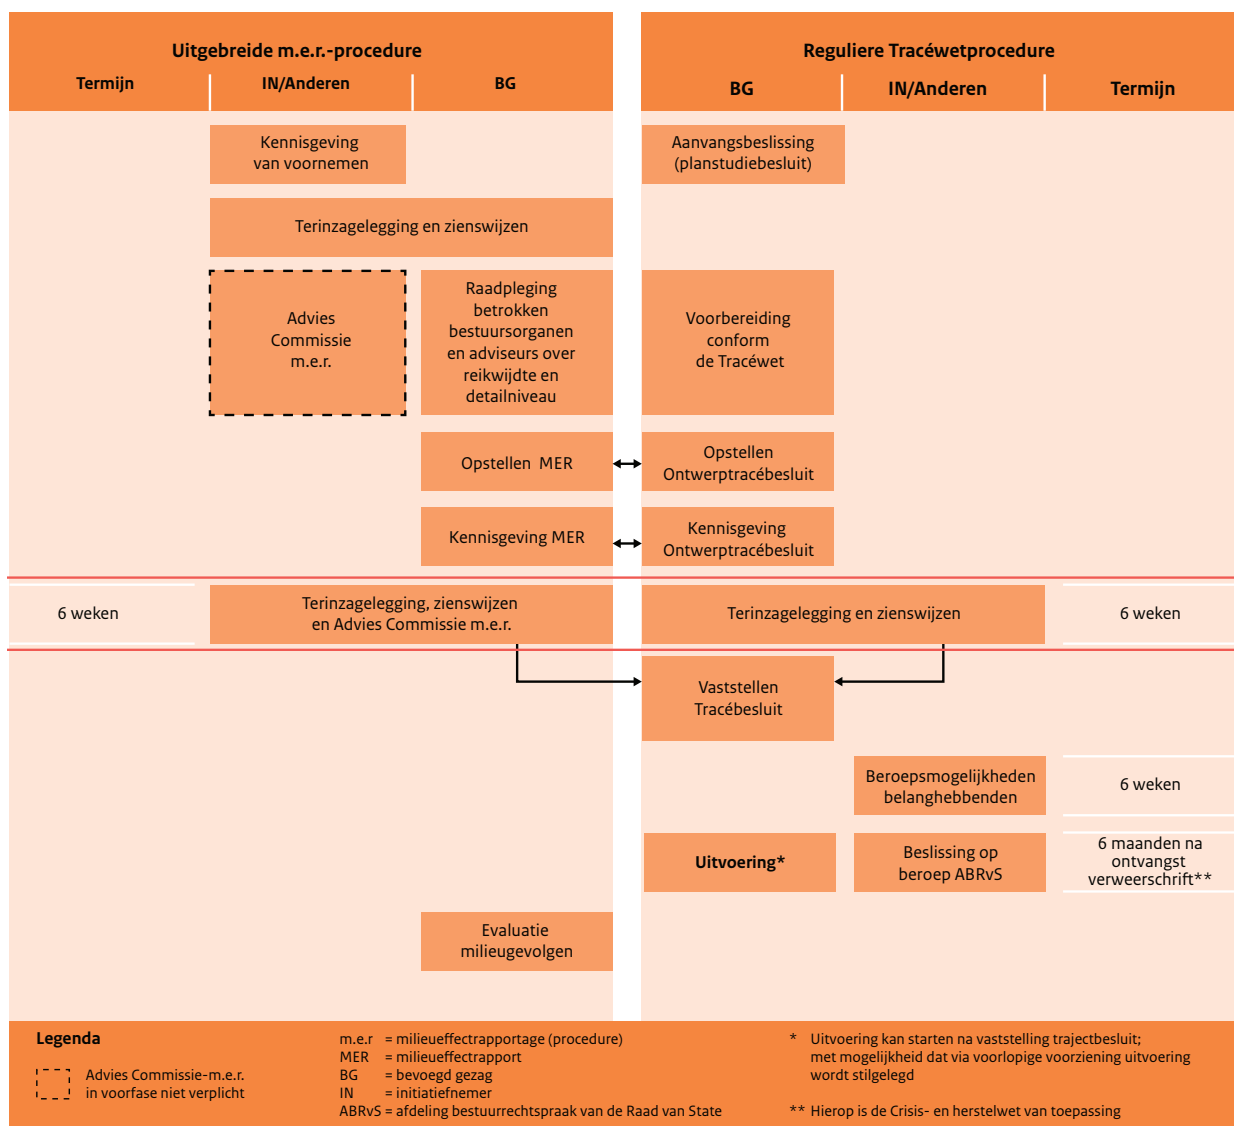 Uitgebreide m.e.r.-procedure
Termijn
IN/Anderen
BG
Reguliere Tracéwetprocedure
BG
IN/Anderen
Termijn
Kennisgeving
van voornemen
Aanvangsbeslissing
(planstudiebesluit)
Terinzagelegging en zienswijzen
Advies
Commissie
m.e.r.
Raadpleging
betrokken
bestuursorganen
en adviseurs over
reikwijdte en
detailniveau
Voorbereiding
conform
de Tracéwet
Opstellen MER
Opstellen
Ontwerptracébesluit
Kennisgeving MER
Kennisgeving
Ontwerptracébesluit
6 weken
Terinzagelegging, zienswijzen
en Advies Commissie m.e.r.
Terinzagelegging en zienswijzen
6 weken
Vaststellen
Tracébesluit
Beroepsmogelijkheden
belanghebbenden
6 weken
Uitvoering*
Beslissing op
beroep ABRvS
6 maanden na
ontvangst
verweerschrift**
Evaluatie
milieugevolgen
Legenda
Advies Commissie-m.e.r.
in voorfase niet verplicht
m.e.r = milieueffectrapportage (procedure)
MER = milieueffectrapport
BG = bevoegd gezag
IN = initiatiefnemer
ABRvS = afdeling bestuurrechtspraak van de Raad van State
* Uitvoering kan starten na vaststelling trajectbesluit;
met mogelijkheid dat via voorlopige voorziening uitvoering
wordt stilgelegd
** Hierop is de Crisis- en herstelwet van toepassing